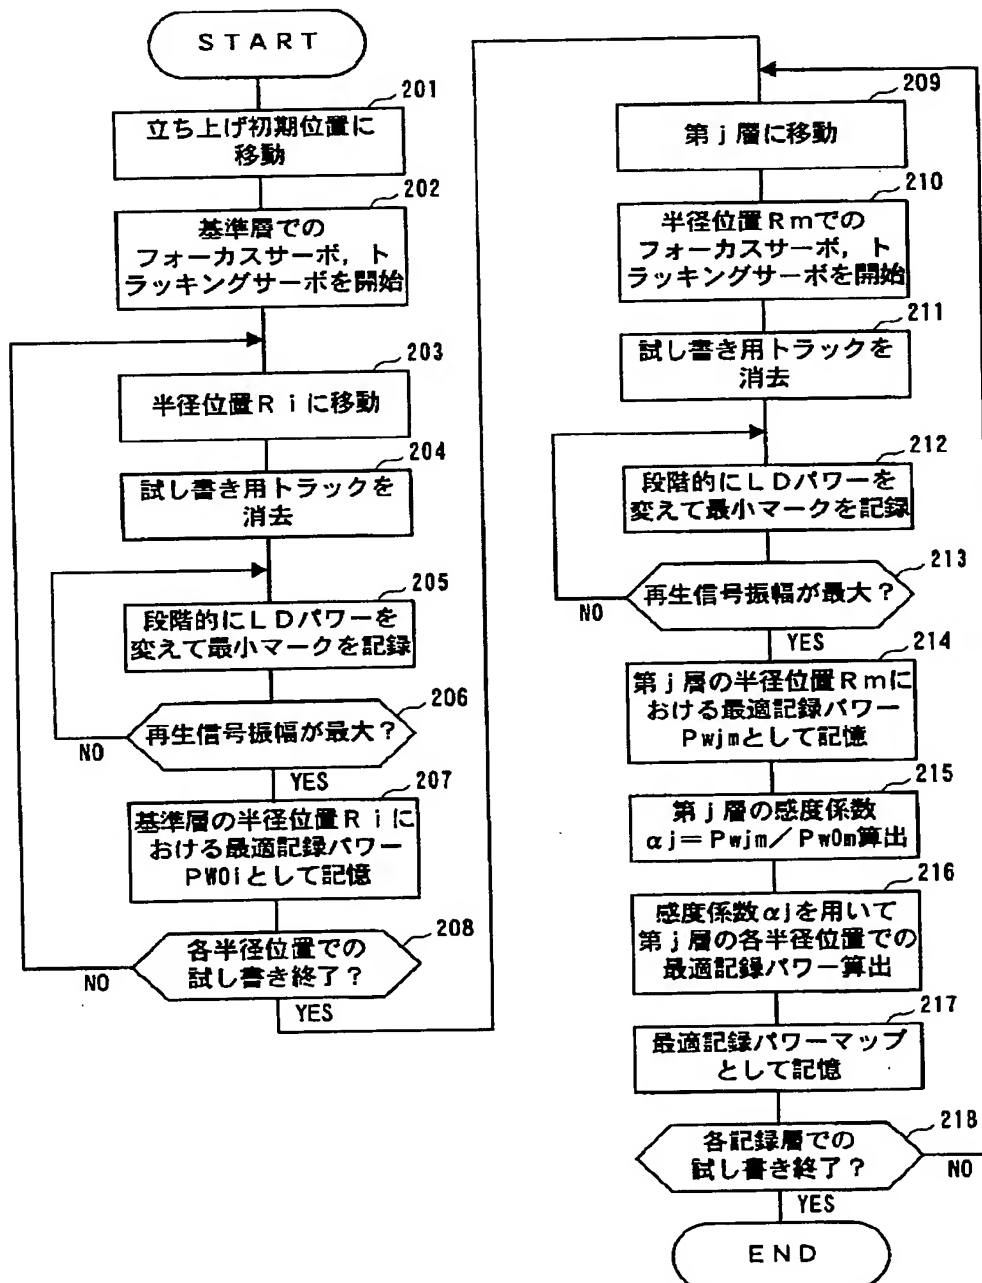 START
201
立ち上げ初期位置に
移動
202
基準層での
フォーカスサーボ，ト
ラッキングサーボを開始
203
半径位置Ｒｉに移動
204
試し書き用トラックを
消去
205
段階的にＬＤパワーを
変えて最小マークを記録
206
再生信号振幅が最大？
NO
YES
207
基準層の半径位置Ｒｉに
おける最適記録パワー
PW0iとして記憶
208
各半径位置での
試し書き終了？
NO
YES
209
第ｊ層に移動
210
半径位置Ｒｍでの
フォーカスサーボ，ト
ラッキングサーボを開始
211
試し書き用トラックを
消去
212
段階的にＬＤパワーを
変えて最小マークを記録
213
再生信号振幅が最大？
NO
YES
214
第ｊ層の半径位置Ｒｍに
おける最適記録パワー
Pwjmとして記憶
215
第ｊ層の感度係数
αj＝Pwjm／Pw0m算出
216
感度係数αjを用いて
第ｊ層の各半径位置での
最適記録パワー算出
217
最適記録パワーマップ
として記憶
218
各記録層での
試し書き終了？
NO
YES
END